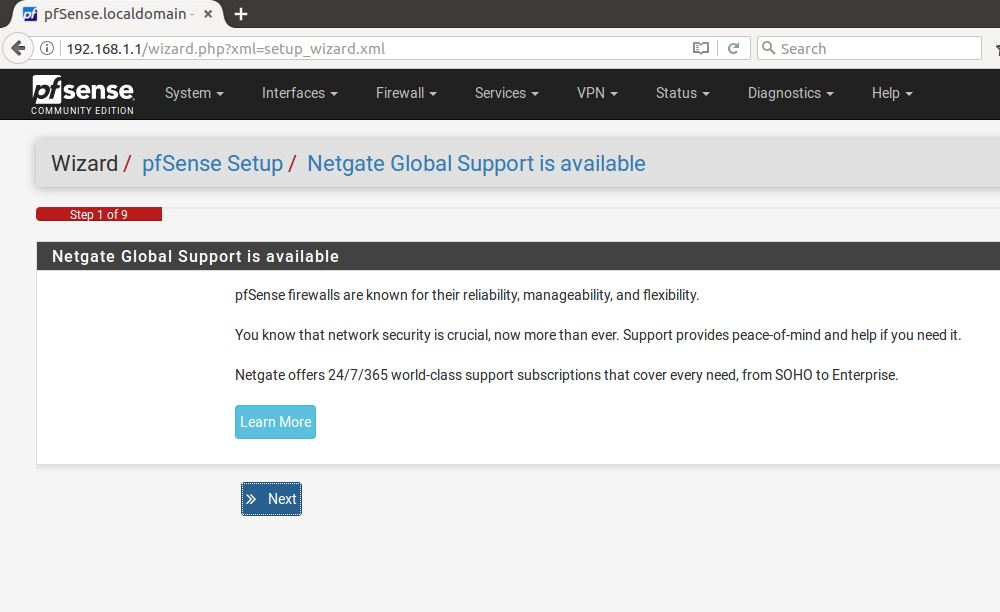 pfSense.localdomain -
192.168.1.1/wizard.php?xml=setup_wizard.xml
Search
pfsense
COMMUNITY EDITION
System
Interfaces
Firewall
Services
VPN
Status
Diagnostics
Help
Wizard / pfSense Setup / Netgate Global Support is available
Step 1 of 9
Netgate Global Support is available
pfSense firewalls are known for their reliability, manageability, and flexibility.
You know that network security is crucial, now more than ever. Support provides peace-of-mind and help if you need it.
Netgate offers 24/7/365 world-class support subscriptions that cover every need, from SOHO to Enterprise.
Learn More
Next